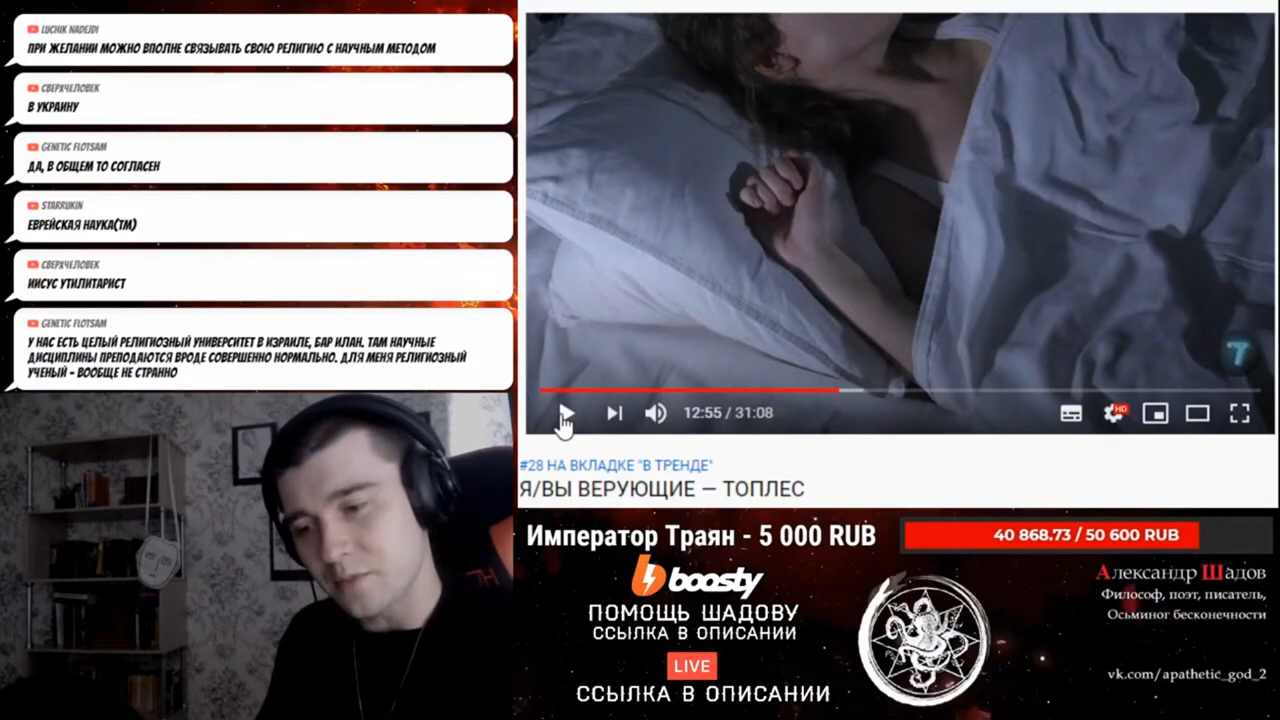 LUCHIK NADEJDI
ПРИ ЖЕЛАНИИ МОЖНО ВПОЛНЕ СВЯЗЫВАТЬ СВОЮ РЕЛИГИЮ С НАУЧНЫМ МЕТОДОМ
СВЕРХЧЕЛОВЕК
В УКРАИНУ
GENETIC FLOTSAM
ДА, В ОБЩЕМ ТО СОГЛАСЕН
STARRUKIN
ЕВРЕЙСКАЯ НАУКА(ТМ)
СВЕРХЧЕЛОВЕК
ИИСУС УТИЛИТАРИСТ
GENETIC FLOTSAM
У НАС ЕСТЬ ЦЕЛЫЙ РЕЛИГИОЗНЫЙ УНИВЕРСИТЕТ В ИЗРАИЛЕ, БАР ИЛАН. ТАМ НАУЧНЫЕ
ДИСЦИПЛИНЫ ПРЕПОДАЮТСЯ ВРОДЕ СОВЕРШЕННО НОРМАЛЬНО. ДЛЯ МЕНЯ РЕЛИГИОЗНЫЙ
УЧЕНЫЙ - ВООБЩЕ НЕ СТРАННО
T
12:55 / 31:08
HD
#28 НА ВКЛАДКЕ "В ТРЕНДЕ"
Я/ВЫ ВЕРУЮЩИЕ — ТОПЛЕС
Император Траян - 5 000 RUB
40 868.73 / 50 600 RUB
boosty
ПОМОЩЬ ШАДОВУ
ССЫЛКА В ОПИСАНИИ
LIVE
ССЫЛКА В ОПИСАНИИ
Александр Шадов
Философ, поэт, писатель,
Осьминог бесконечности
vk.com/apathetic_god_2